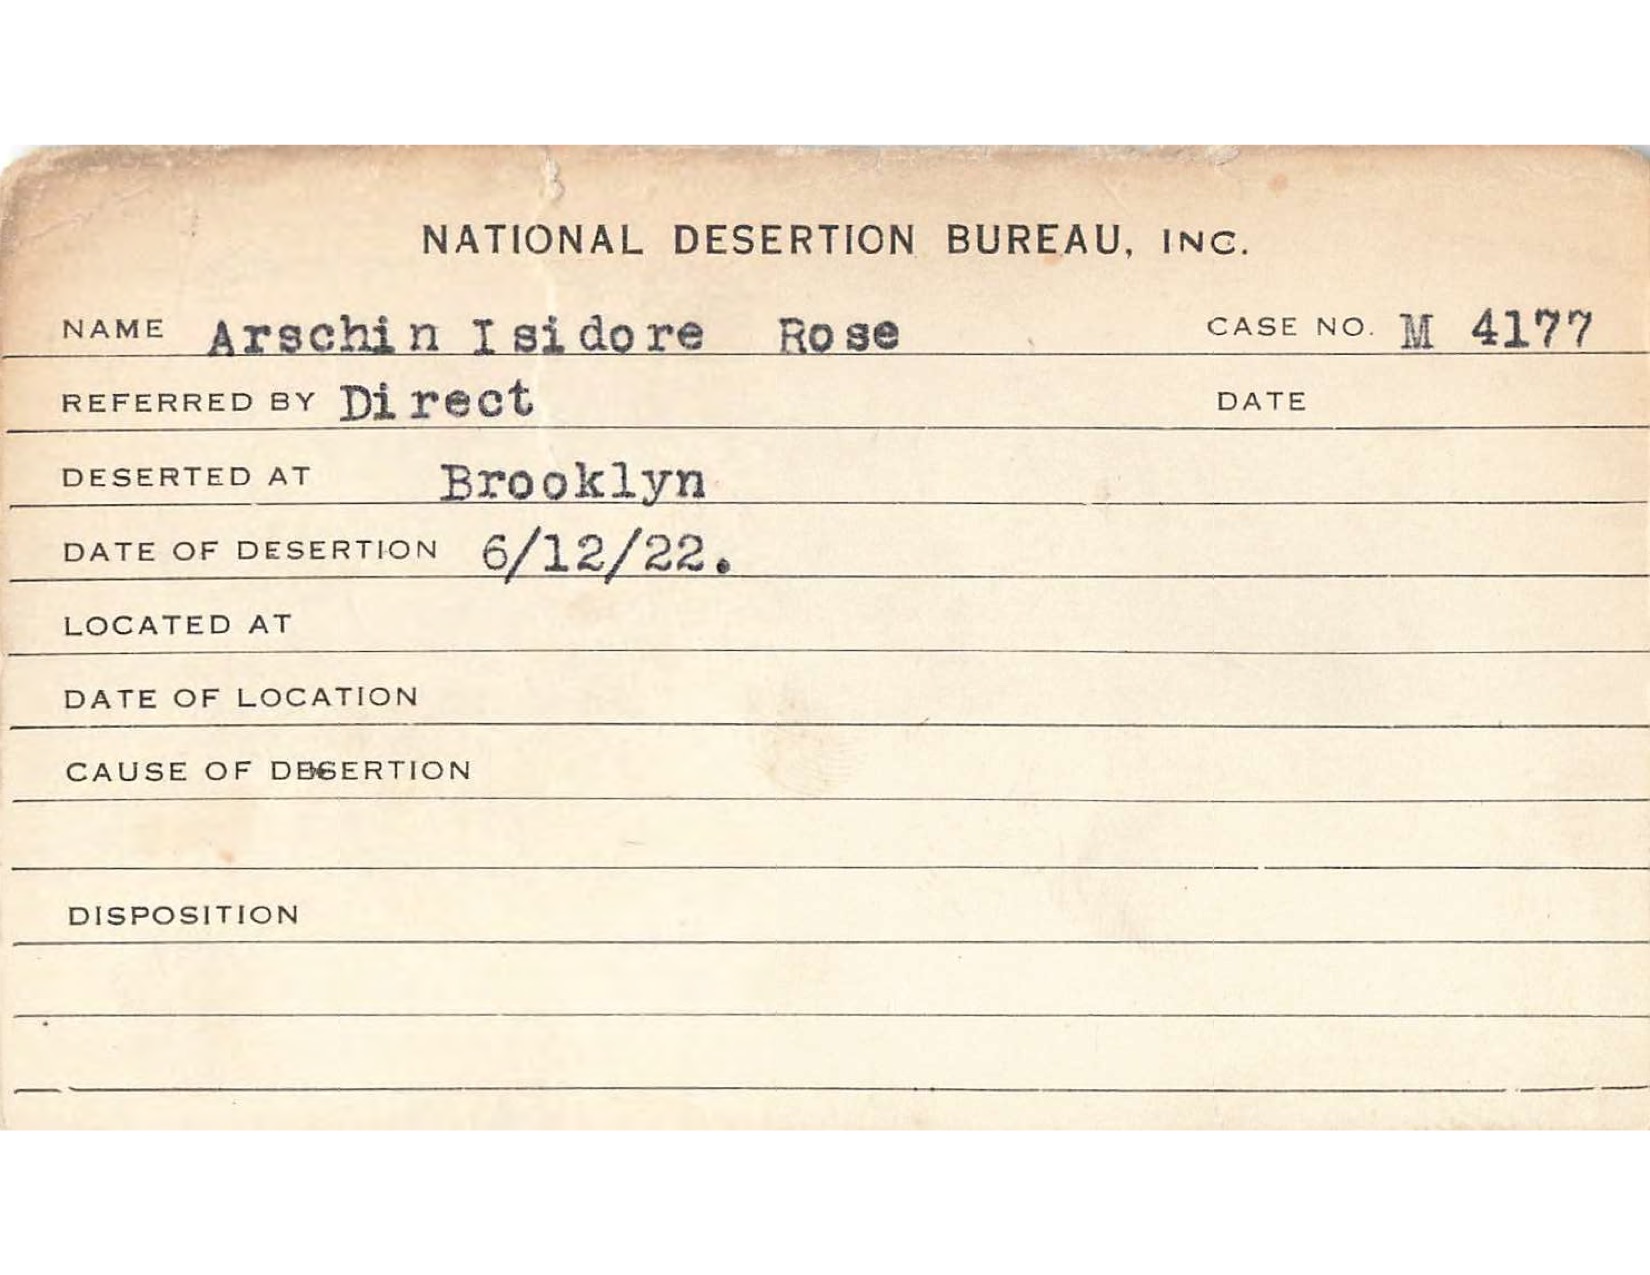 NATIONAL DESERTION BUREAU, INC.
NAME Arschin Isidore Rose CASE NO. M 4177
REFERRED BY Direct DATE
DESERTED AT Brooklyn
DATE OF DESERTION 6/12/22.
LOCATED AT
DATE OF LOCATION
CAUSE OF DESERTION
DISPOSITION